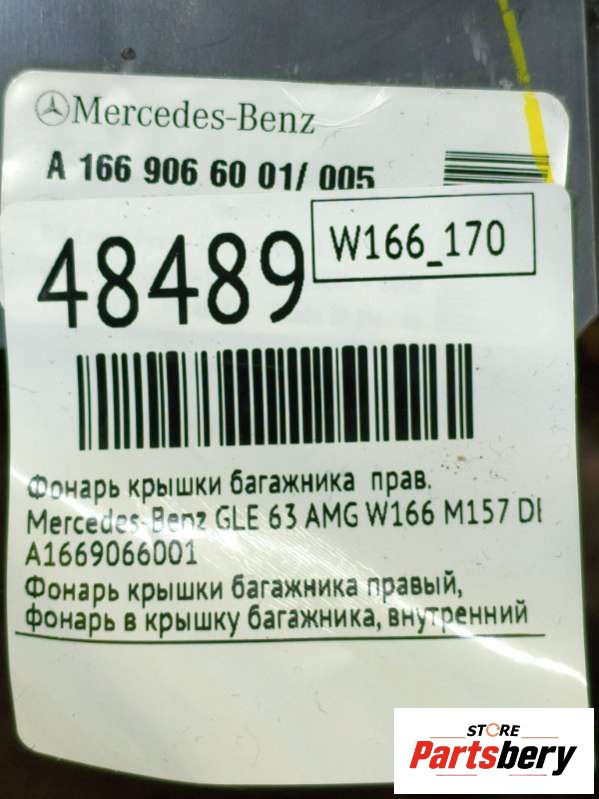 Mercedes-Benz
A 166 906 60 01/ 005
48489
W166_170
Фонарь крышки багажника прав.
Mercedes-Benz GLE 63 AMG W166 M157 DE
A1669066001
Фонарь крышки багажника правый,
фонарь в крышку багажника, внутренний
STORE
Partsbery